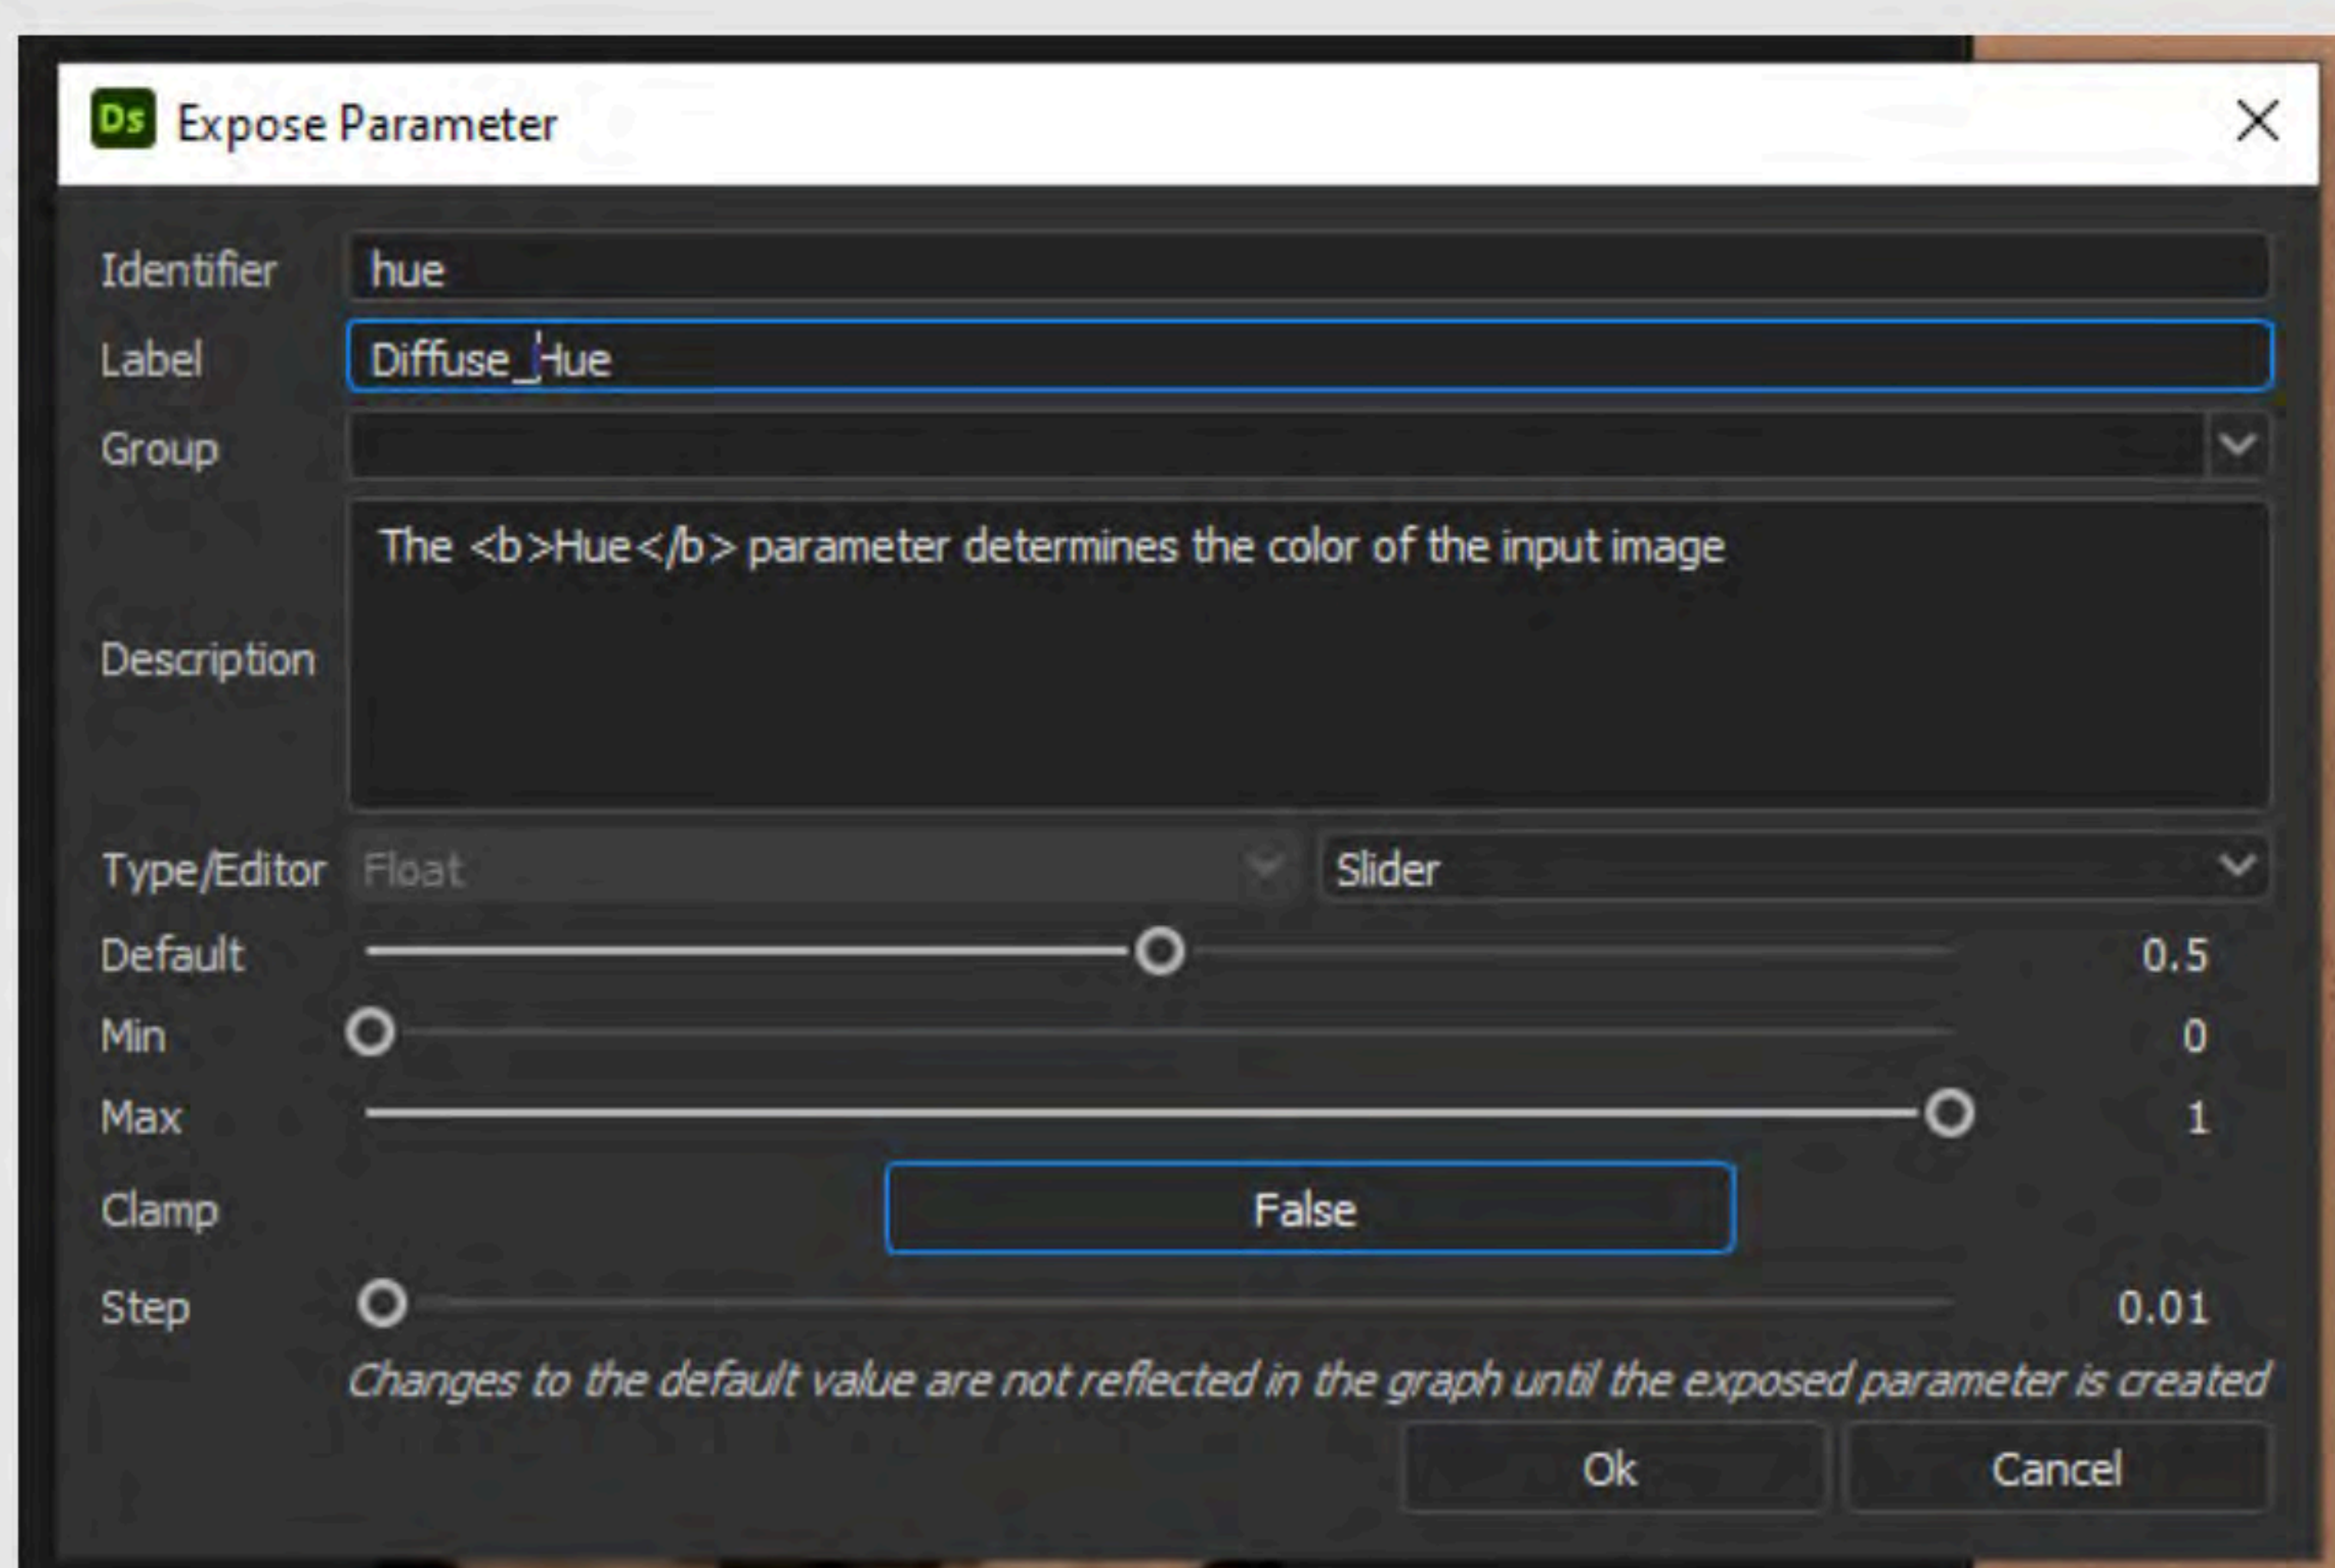 Ds Expose Parameter
Identifier hue
Label Diffuse_Hue
Group
Description The <b>Hue</b> parameter determines the color of the input image
Type/Editor Float Slider
Default 0.5
Min 0
Max 1
Clamp False
Step 0.01
Changes to the default value are not reflected in the graph until the exposed parameter is created
Ok Cancel